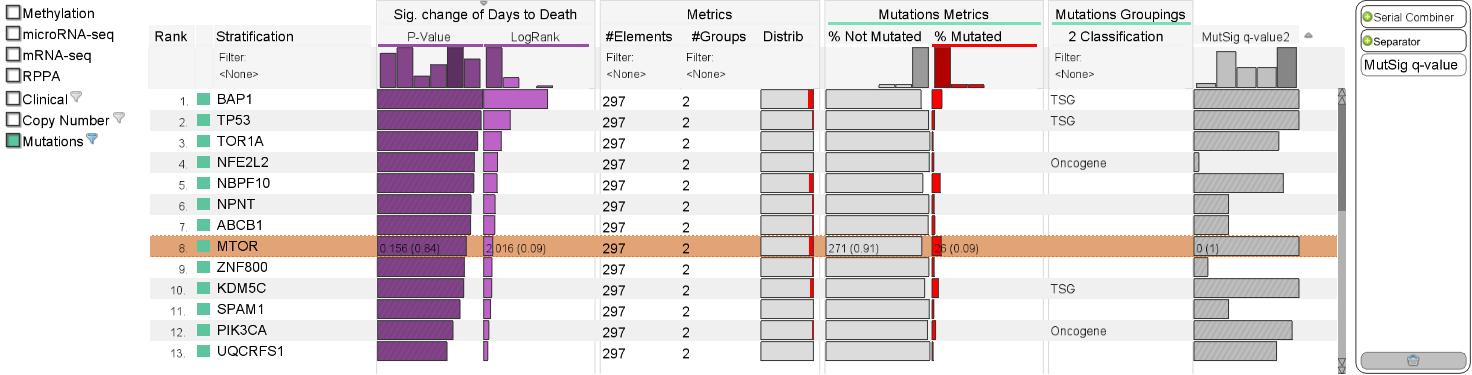 Methylation
microRNA-seq
mRNA-seq
RPPA
Clinical
Copy Number
Mutations
Sig. change of Days to Death Metrics Mutations Metrics Mutations Groupings
Rank Stratification P-Value LogRank #Elements #Groups Distrib % Not Mutated % Mutated 2 Classification MutSig q-value2
Filter: Filter: Filter: Filter:
<None> <None> <None> <None>
1. BAP1 297 2 TSG
2. TP53 297 2 TSG
3. TOR1A 297 2
4. NFE2L2 297 2 Oncogene
5. NBPF10 297 2
6. NPNT 297 2
7. ABCB1 297 2
8. MTOR 0.156 (0.84) 2.016 (0.09) 297 2 271 (0.91) 26 (0.09) 0 (1)
9. ZNF800 297 2
10. KDM5C 297 2 TSG
11. SPAM1 297 2
12. PIK3CA 297 2 Oncogene
13. UQCRFS1 297 2
Serial Combiner
Separator
MutSig q-value